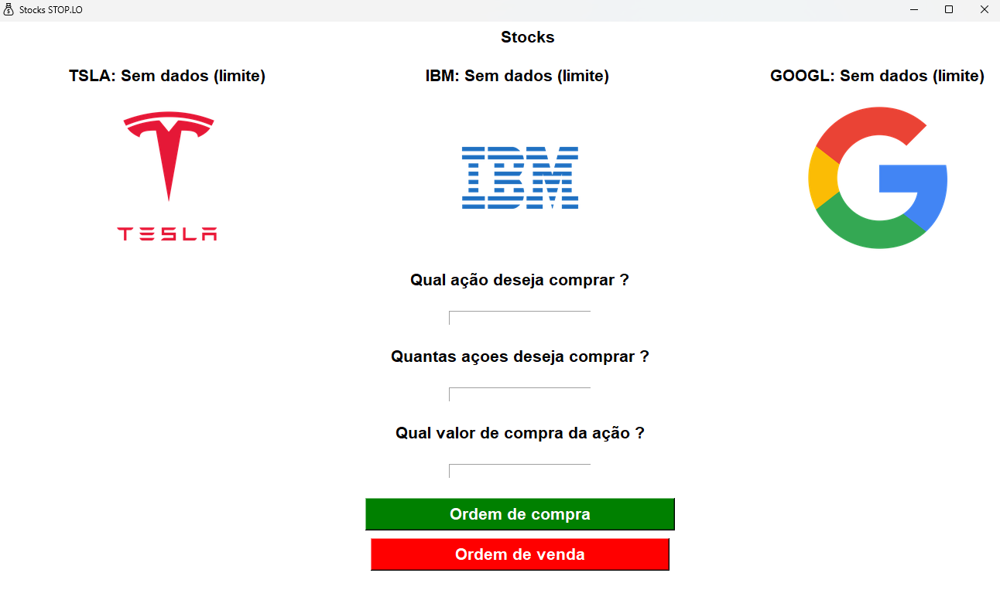 Stocks STOP.LO
Stocks
TSLA: Sem dados (limite)
IBM: Sem dados (limite)
GOOGL: Sem dados (limite)
TESLA
IBM
G
Qual ação deseja comprar ?
Quantas açoes deseja comprar ?
Qual valor de compra da ação ?
Ordem de compra
Ordem de venda